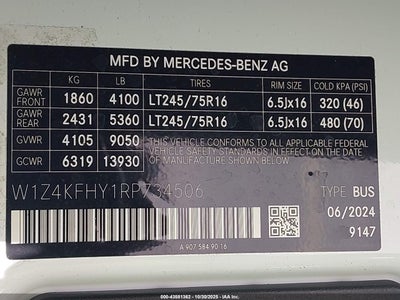 MFD BY MERCEDES-BENZ AG
KG LB TIRES RIM SIZE COLD KPA (PSI)
GAWR FRONT 1860 4100 LT245/75R16 6.5Jx16 320 (46)
GAWR REAR 2431 5360 LT245/75R16 6.5Jx16 480 (70)
GVWR 4105 9050
GCWR 6319 13930
THIS VEHICLE CONFORMS TO ALL APPLICABLE U.S. FEDERAL MOTOR VEHICLE SAFETY STANDARDS IN EFFECT ON THE DATE OF MANUFACTURE SHOWN BELOW.
W1Z4KFHY1RP734506
TYPE BUS
06/2024
9147
A 907 584 90 16
000-43581382 - 10/30/2025 - IAA Inc.